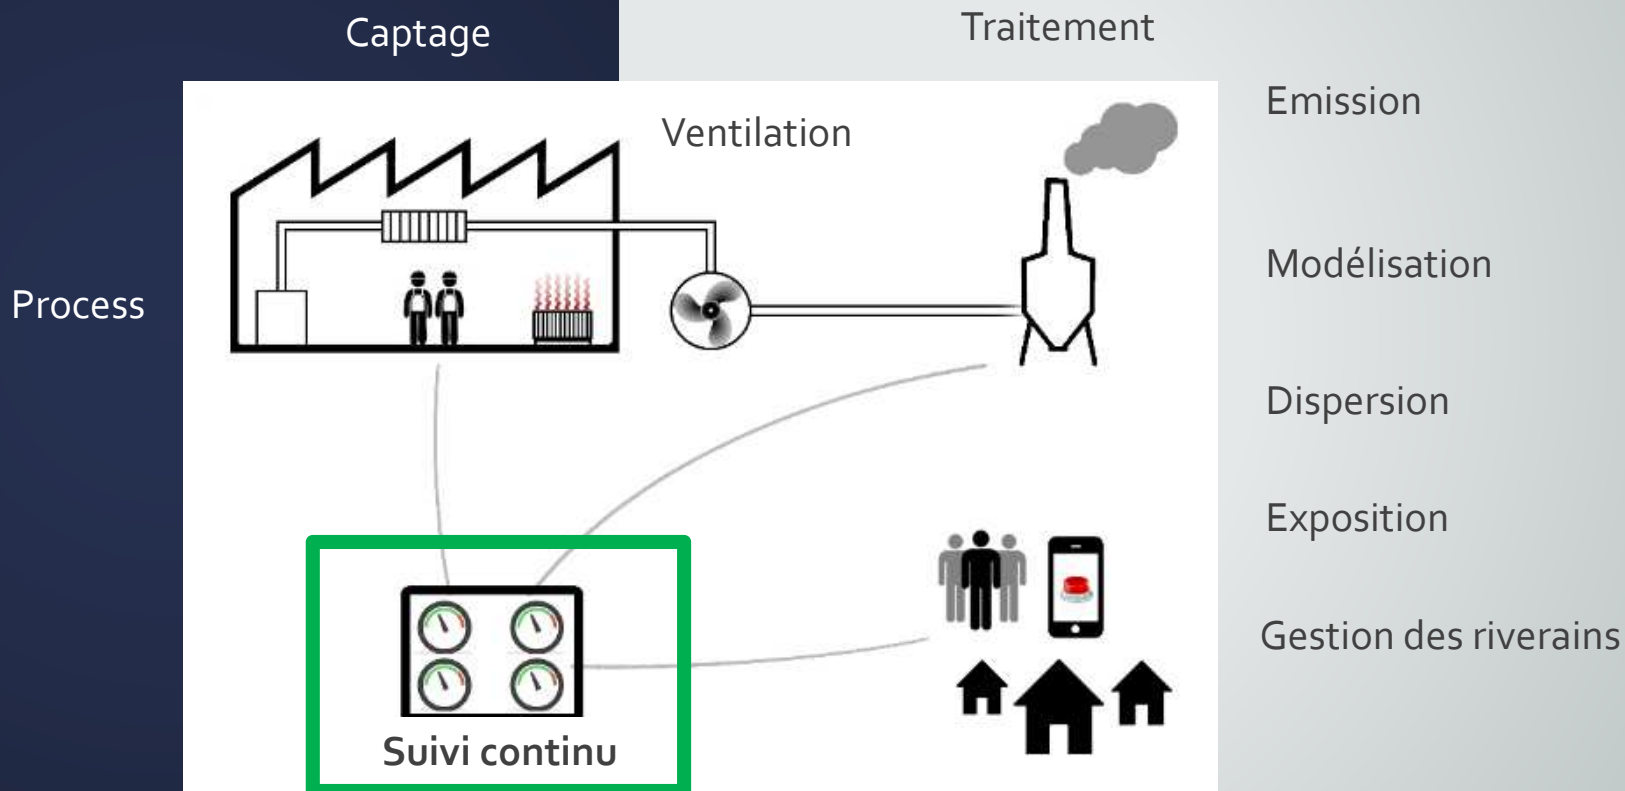 Captage
Traitement
Emission
Ventilation
Modélisation
Process
Dispersion
Exposition
Gestion des riverains
Suivi continu